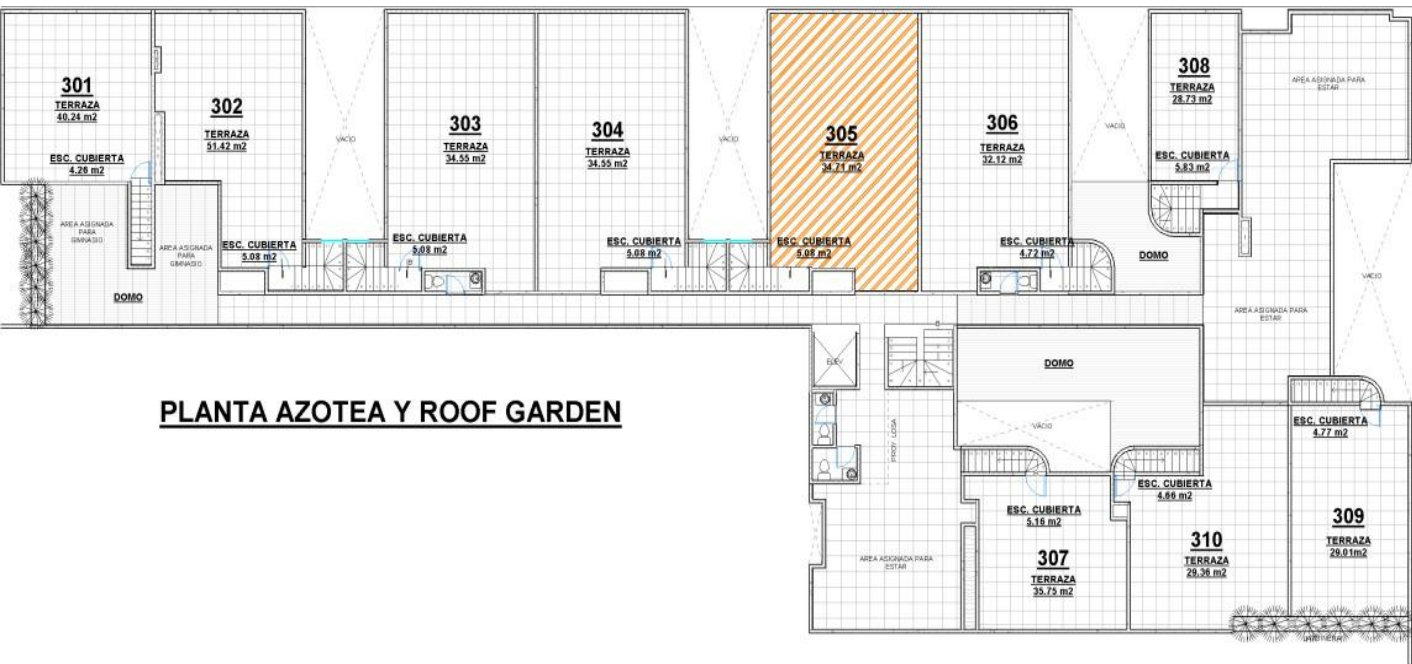 301
TERRAZA
40.24 m2
ESC. CUBIERTA
4.26 m2
302
TERRAZA
51.42 m2
ESC. CUBIERTA
5.08 m2
VACIO
303
TERRAZA
34.55 m2
ESC. CUBIERTA
5.08 m2
304
TERRAZA
34.55 m2
ESC. CUBIERTA
5.08 m2
VACIO
305
TERRAZA
34.71 m2
ESC. CUBIERTA
5.08 m2
306
TERRAZA
32.12 m2
ESC. CUBIERTA
4.72 m2
VACIO
308
TERRAZA
28.73 m2
ESC. CUBIERTA
5.83 m2
AREA ASIGNADA PARA
ESTAR
AREA ASIGNADA
PARA
GIMNASIO
AREA ASIGNADA
PARA
GIMNASIO
DOMO
DOMO
VACIO
AREA ASIGNADA PARA
ESTAR
ELEV
DOMO
VACIO
PROY LOSA
PLANTA AZOTEA Y ROOF GARDEN
ESC. CUBIERTA
4.77 m2
ESC. CUBIERTA
4.66 m2
ESC. CUBIERTA
5.16 m2
309
TERRAZA
29.01m2
310
TERRAZA
29.36 m2
307
TERRAZA
35.75 m2
AREA ASIGNADA PARA
ESTAR